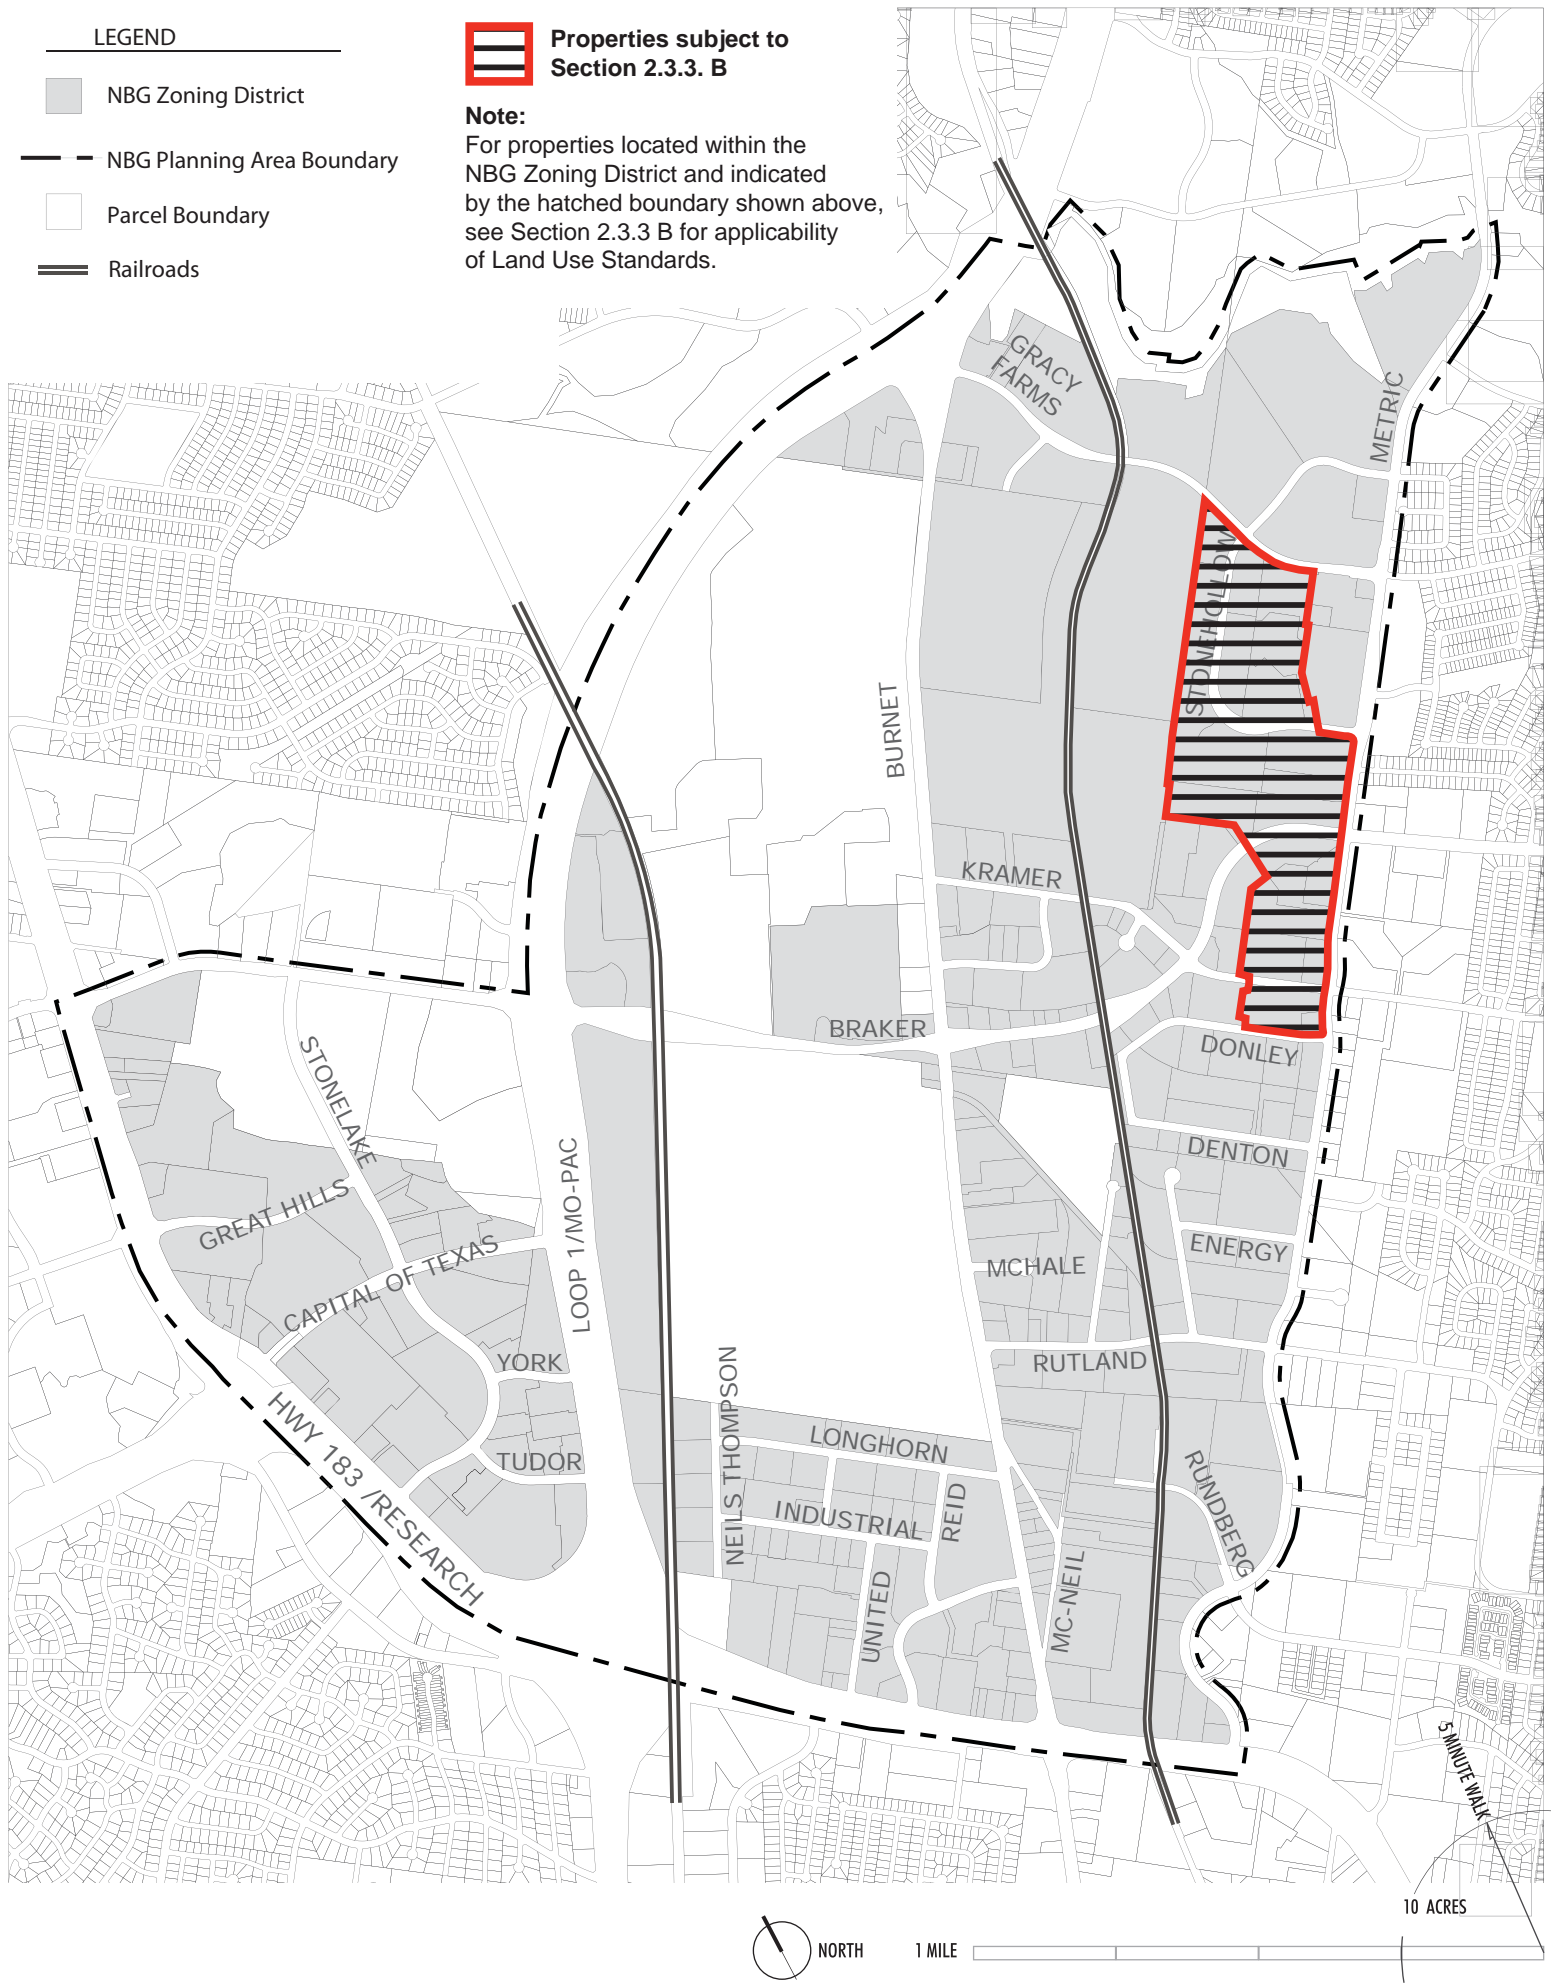 LEGEND
NBG Zoning District
NBG Planning Area Boundary
Parcel Boundary
Railroads
Properties subject to
Section 2.3.3. B
Note:
For properties located within the
NBG Zoning District and indicated
by the hatched boundary shown above,
see Section 2.3.3 B for applicability
of Land Use Standards.
GRACY
FARMS
METRIC
STONEHOLLOW
BURNET
KRAMER
BRAKER
DONLEY
STONELAKE
DENTON
LOOP 1/MO-PAC
GREAT HILLS
ENERGY
CAPITAL OF TEXAS
MCHALE
YORK
RUTLAND
NEILS THOMPSON
HWY 183 /RESEARCH
LONGHORN
TUDOR
RUNDBERG
REID
INDUSTRIAL
UNITED
MC-NEIL
5 MINUTE WALK
10 ACRES
NORTH
1 MILE